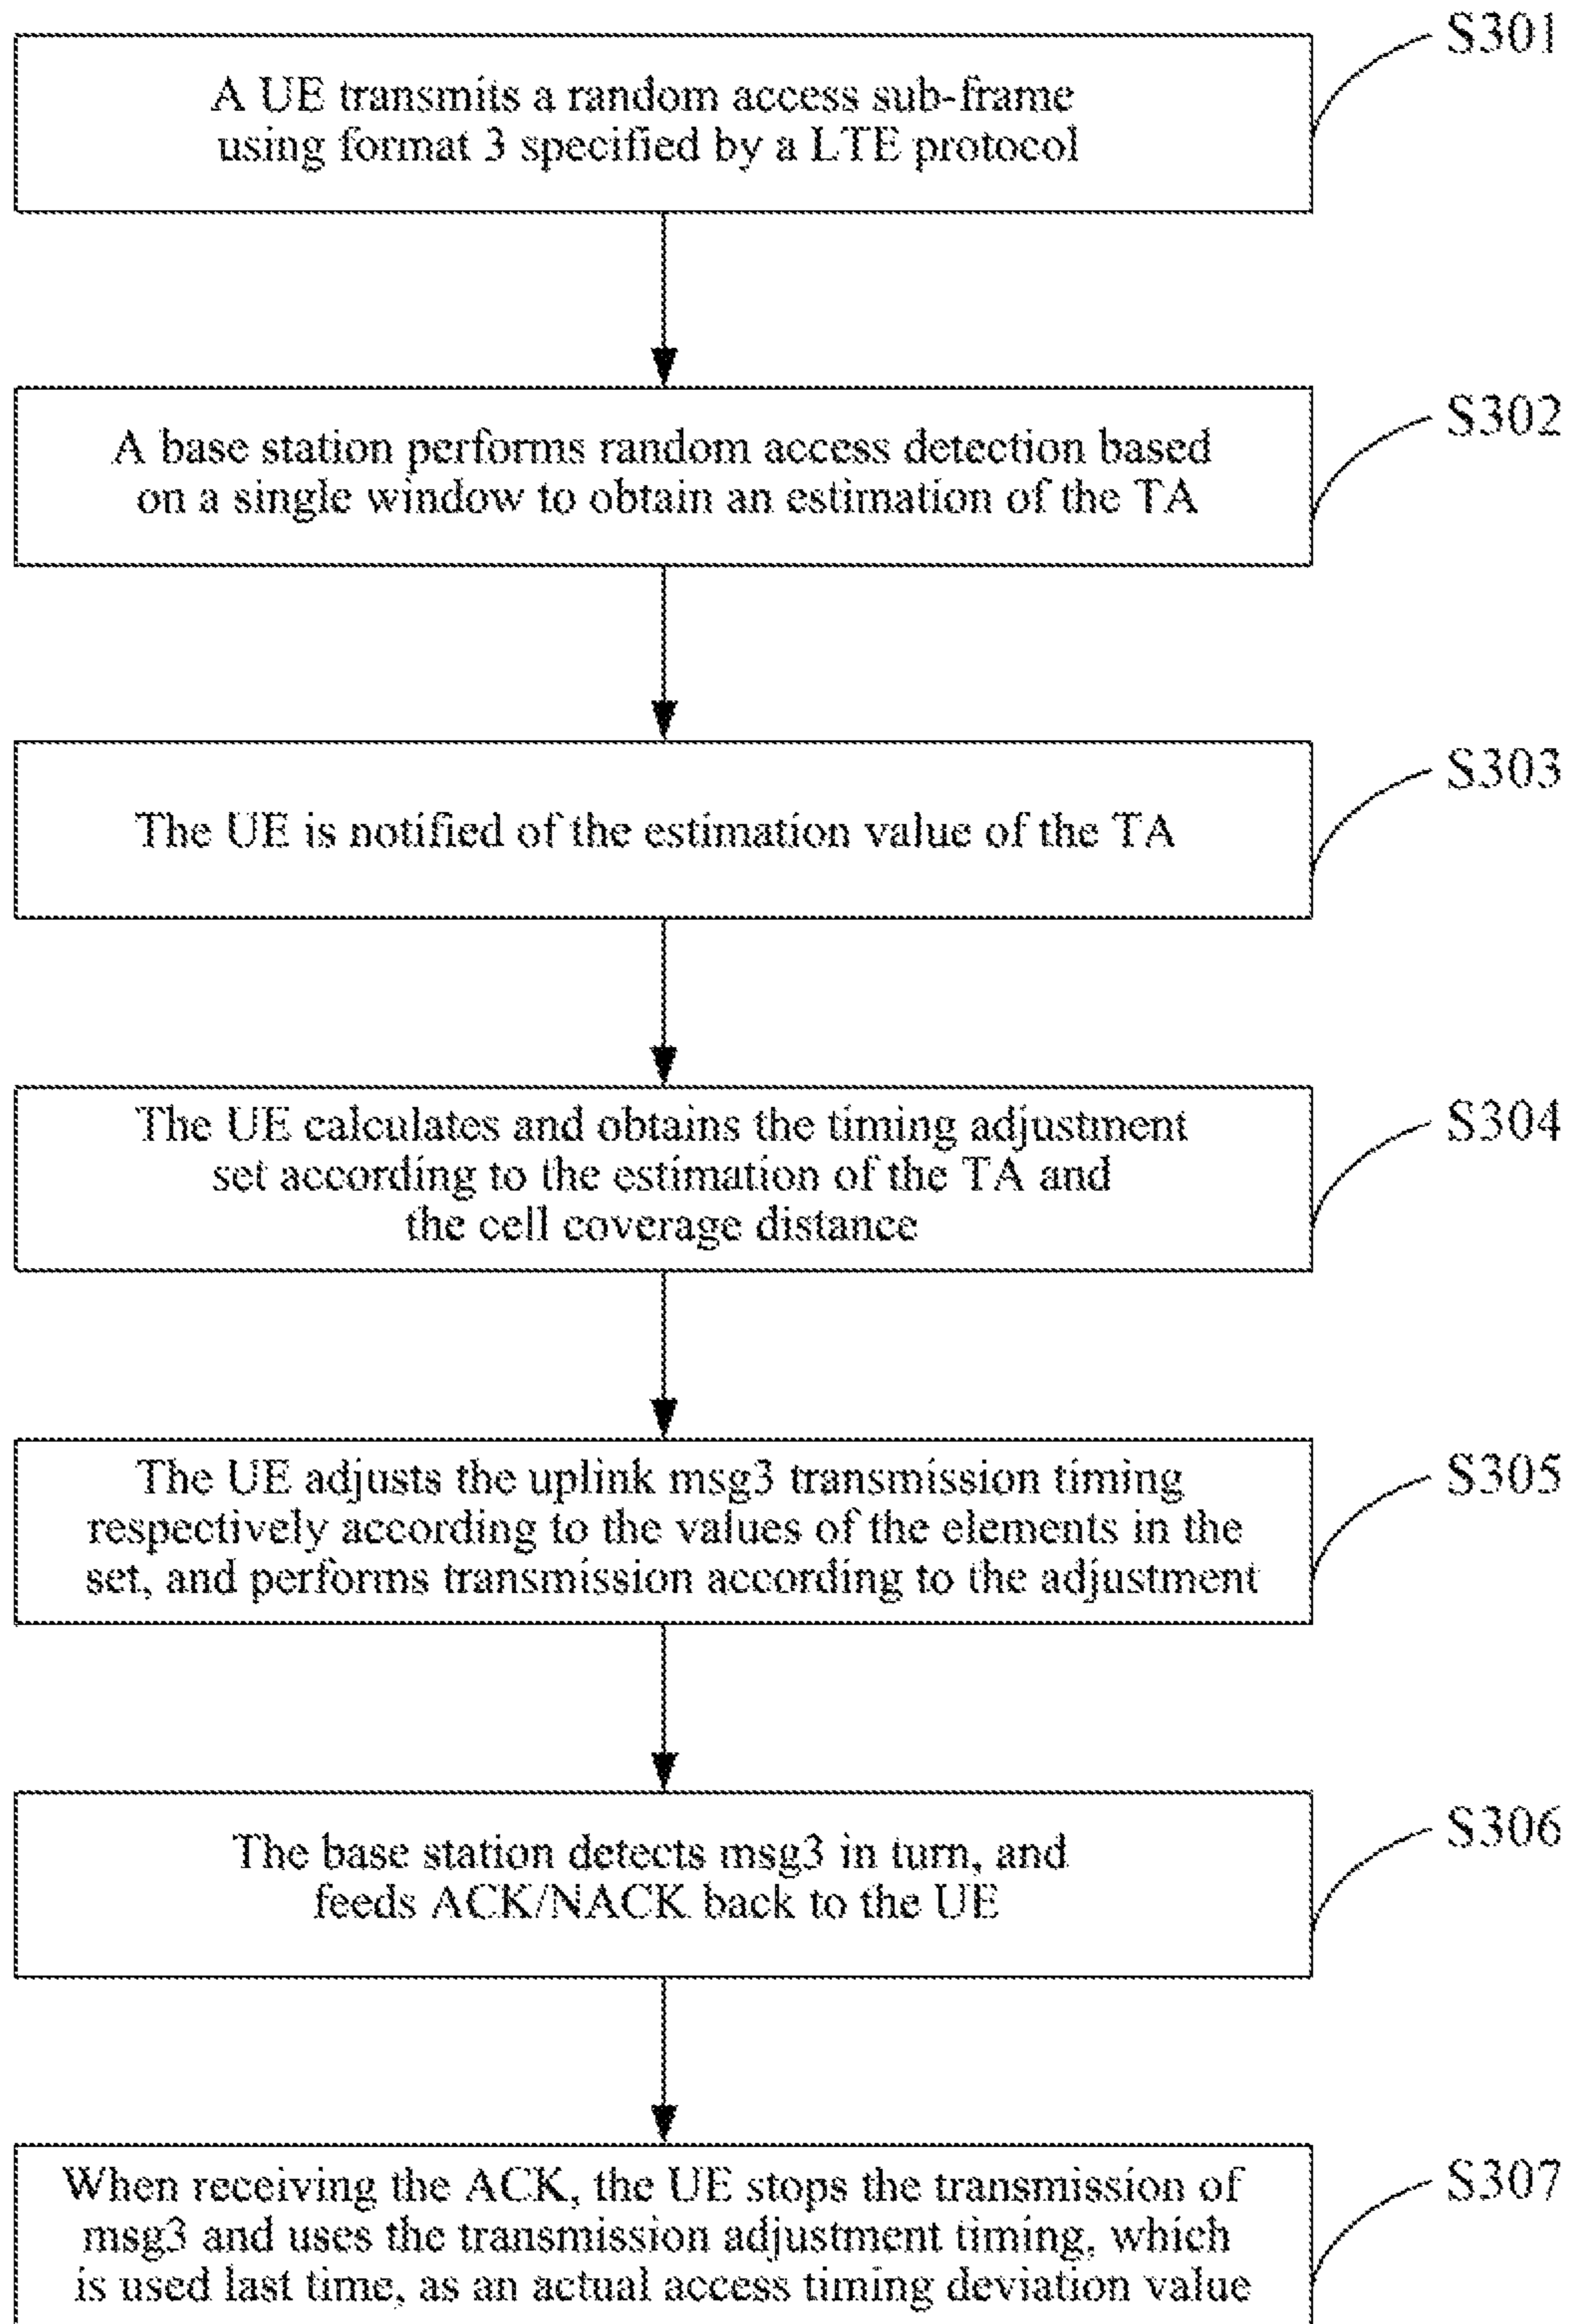 S301
A UE transmits a random access sub-frame
using format 3 specified by a LTE protocol
S302
A base station performs random access detection based
on a single window to obtain an estimation of the TA
S303
The UE is notified of the estimation value of the TA
S304
The UE calculates and obtains the timing adjustment
set according to the estimation of the TA and
the cell coverage distance
S305
The UE adjusts the uplink msg3 transmission timing
respectively according to the values of the elements in the
set, and performs transmission according to the adjustment
S306
The base station detects msg3 in turn, and
feeds ACK/NACK back to the UE
S307
When receiving the ACK, the UE stops the transmission of
msg3 and uses the transmission adjustment timing, which
is used last time, as an actual access timing deviation value